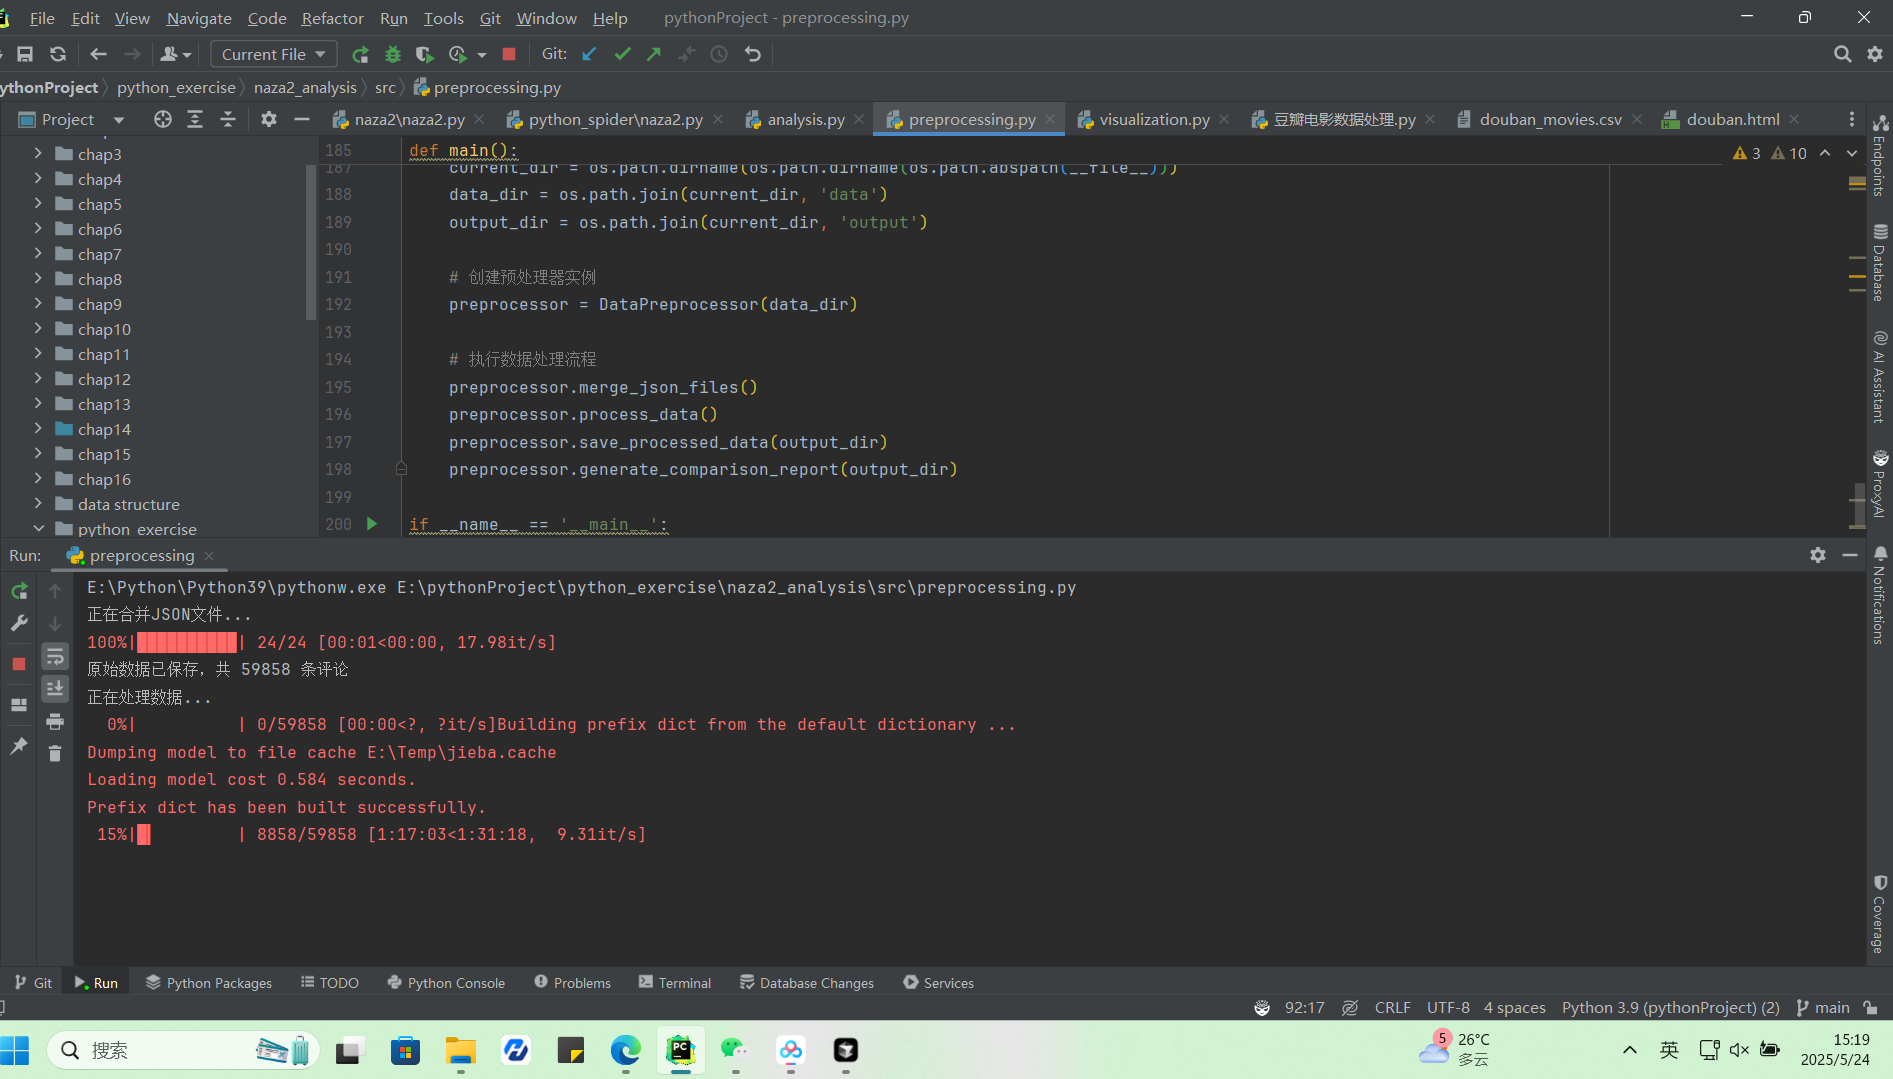 File Edit View Navigate Code Refactor Run Tools Git Window Help pythonProject - preprocessing.py
Current File Git:
ythonProject python_exercise naza2_analysis src preprocessing.py
Project naza2\naza2.py python_spider\naza2.py analysis.py preprocessing.py visualization.py 豆瓣电影数据处理.py douban_movies.csv douban.html
chap3
chap4
chap5
chap6
chap7
chap8
chap9
chap10
chap11
chap12
chap13
chap14
chap15
chap16
data structure
python_exercise
185 def main():
3 10
187 current_dir = os.path.dirname(os.path.dirname(os.path.abspath(__file__)))
188 data_dir = os.path.join(current_dir, 'data')
189 output_dir = os.path.join(current_dir, 'output')
190
191 # 创建预处理器实例
192 preprocessor = DataPreprocessor(data_dir)
193
194 # 执行数据处理流程
195 preprocessor.merge_json_files()
196 preprocessor.process_data()
197 preprocessor.save_processed_data(output_dir)
198 preprocessor.generate_comparison_report(output_dir)
199
200 if __name__ == '__main__':
Endpoints
Database
AI Assistant
ProxyAI
Notifications
Coverage
Run: preprocessing
E:\Python\Python39\pythonw.exe E:\pythonProject\python_exercise\naza2_analysis\src\preprocessing.py
正在合并JSON文件...
100%|██████████| 24/24 [00:01<00:00, 17.98it/s]
原始数据已保存，共 59858 条评论
正在处理数据...
0%| | 0/59858 [00:00<?, ?it/s]Building prefix dict from the default dictionary ...
Dumping model to file cache E:\Temp\jieba.cache
Loading model cost 0.584 seconds.
Prefix dict has been built successfully.
15%|█▍ | 8858/59858 [1:17:03<1:31:18, 9.31it/s]
Git Run Python Packages TODO Python Console Problems Terminal Database Changes Services
92:17 CRLF UTF-8 4 spaces Python 3.9 (pythonProject) (2) main
搜索
PC
5
26°C
多云
英
15:19
2025/5/24